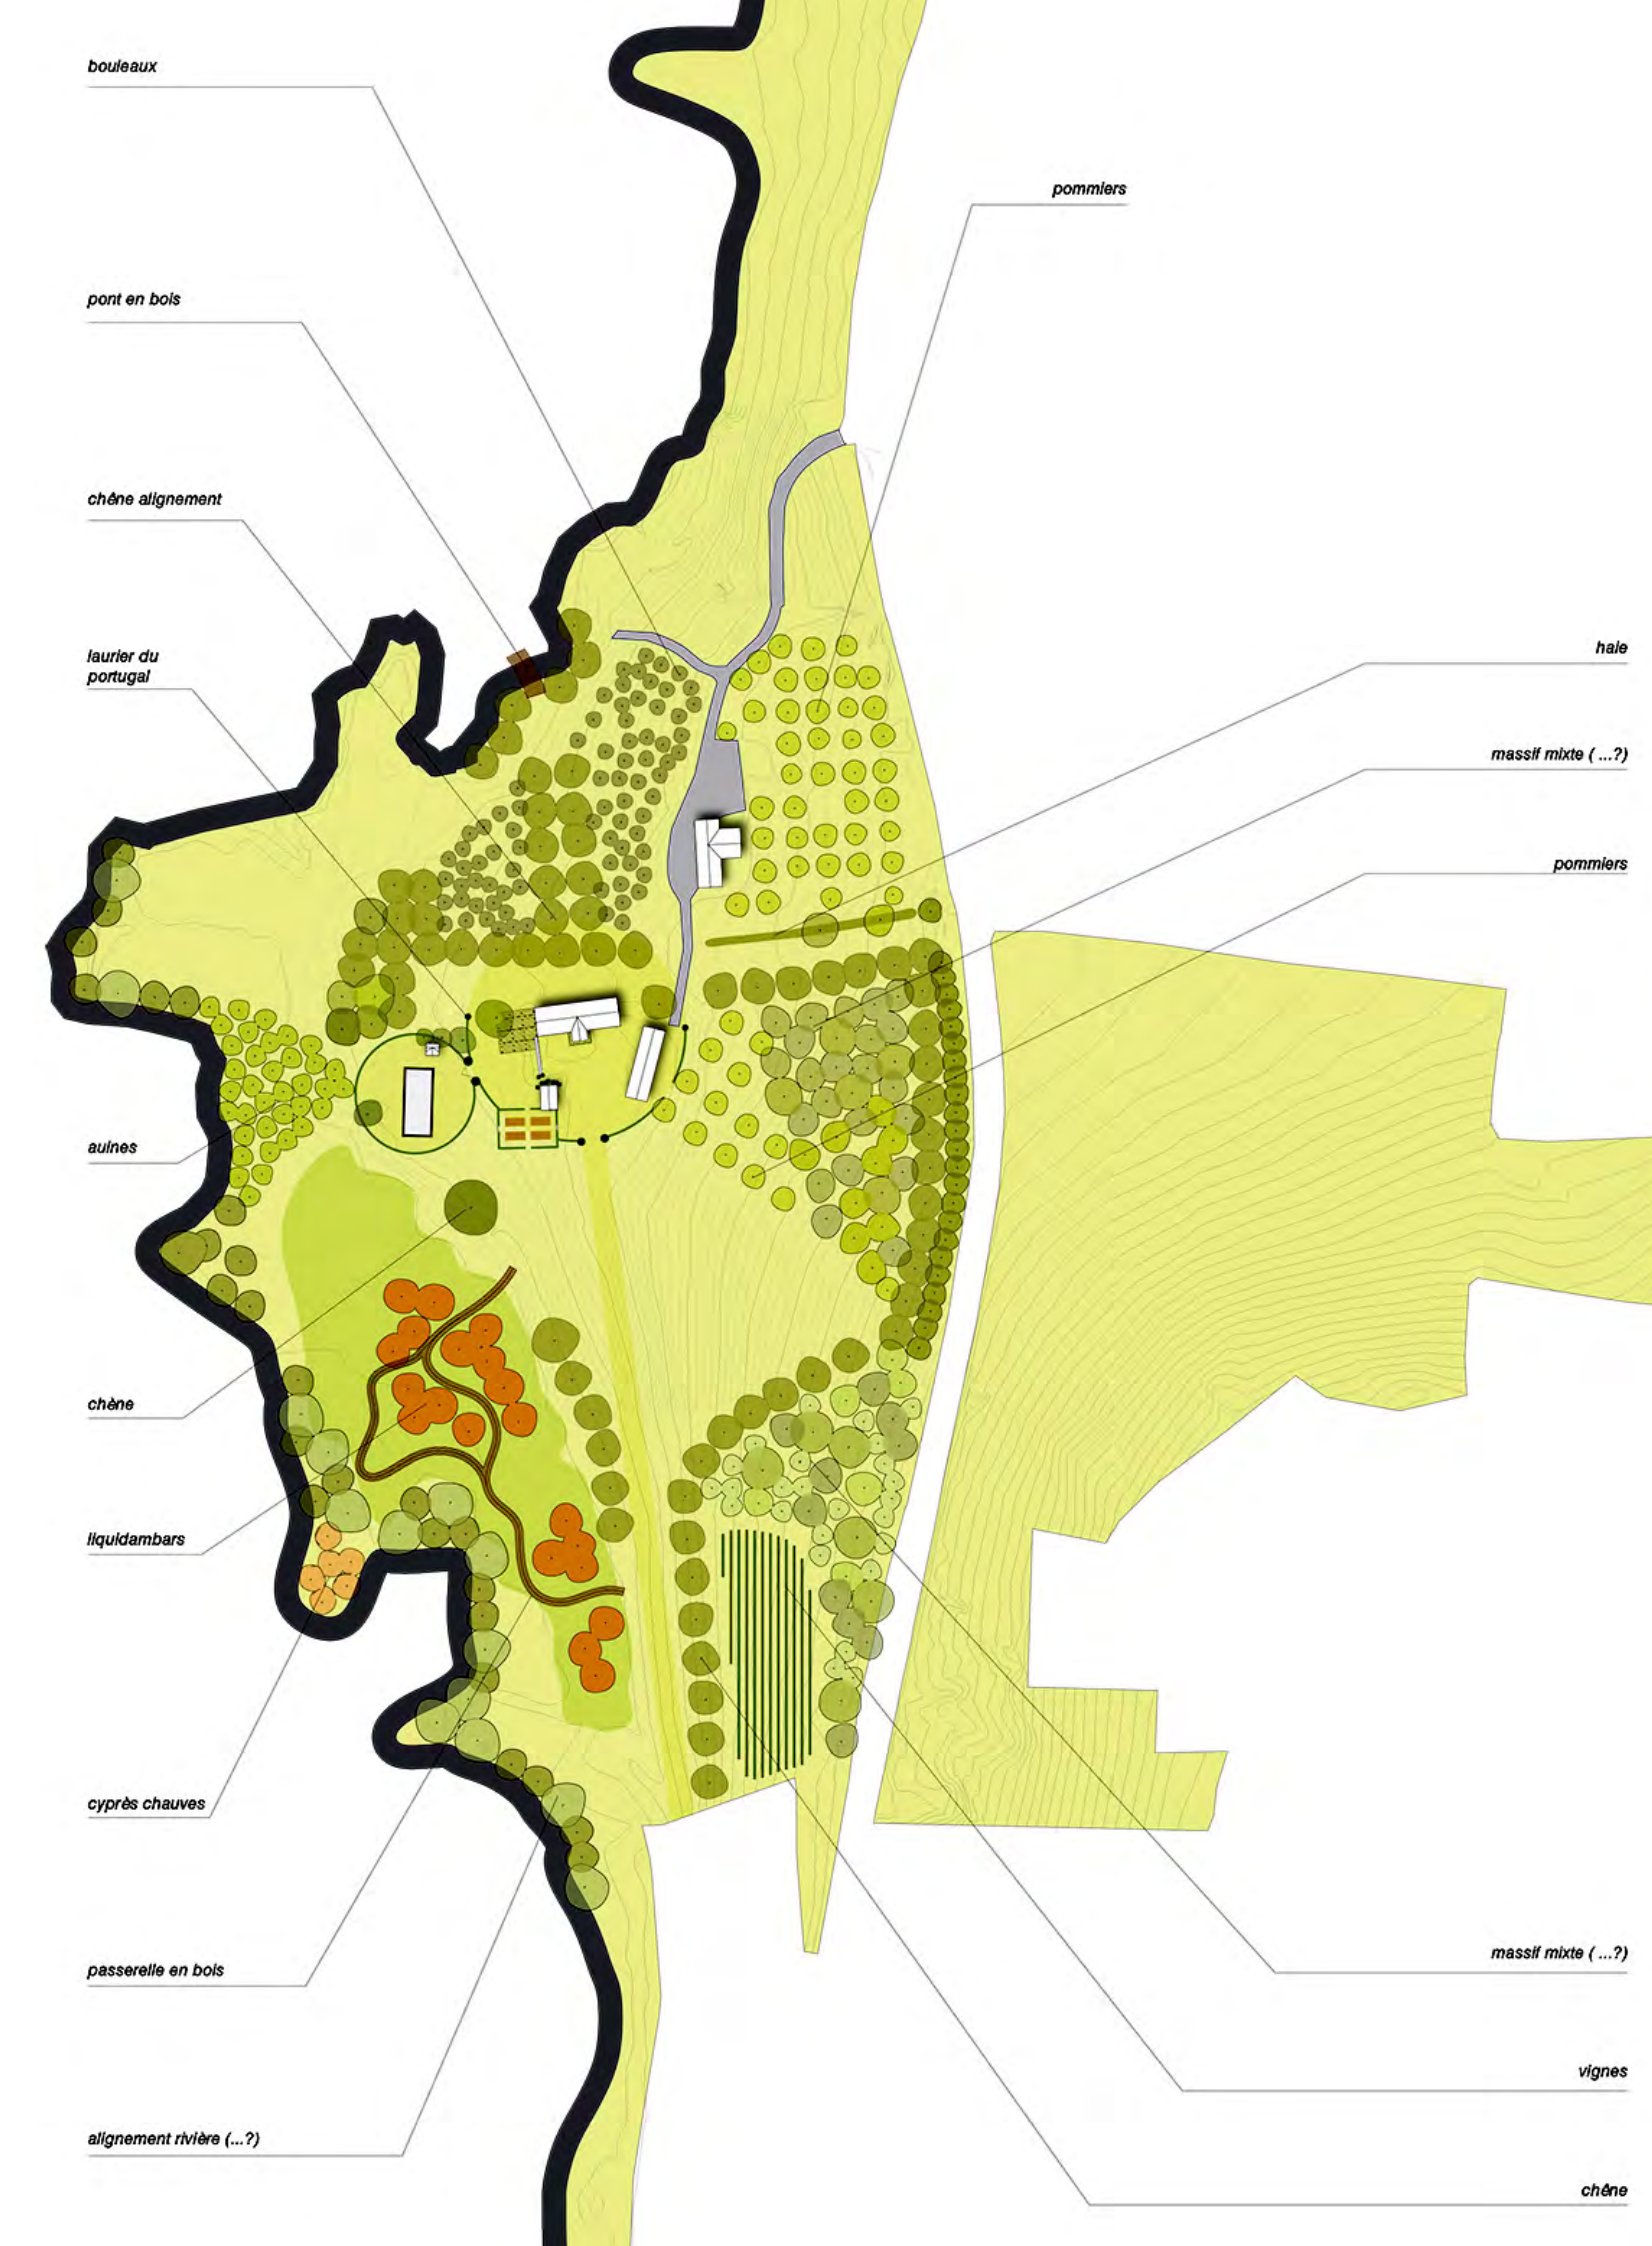 bouleaux
pommiers
pont en bois
chêne alignement
laurier du
portugal
haie
massif mixte ( ...?)
pommiers
aulnes
chène
liquidambars
cyprès chauves
passerelle en bois
massif mixte ( ...?)
vignes
alignement rivière (...?)
chêne